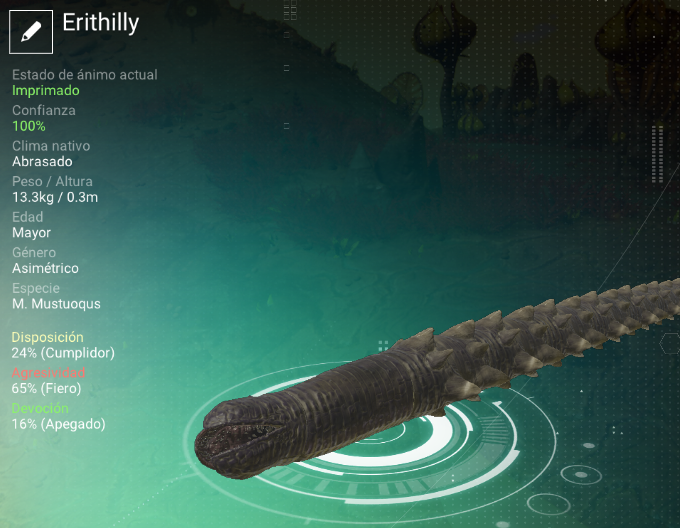 Erithilly
Estado de ánimo actual
Imprimado
Confianza
100%
Clima nativo
Abrasado
Peso / Altura
13.3kg / 0.3m
Edad
Mayor
Género
Asimétrico
Especie
M. Mustuoqus
Disposición
24% (Cumplidor)
Agresividad
65% (Fiero)
Devoción
16% (Apegado)